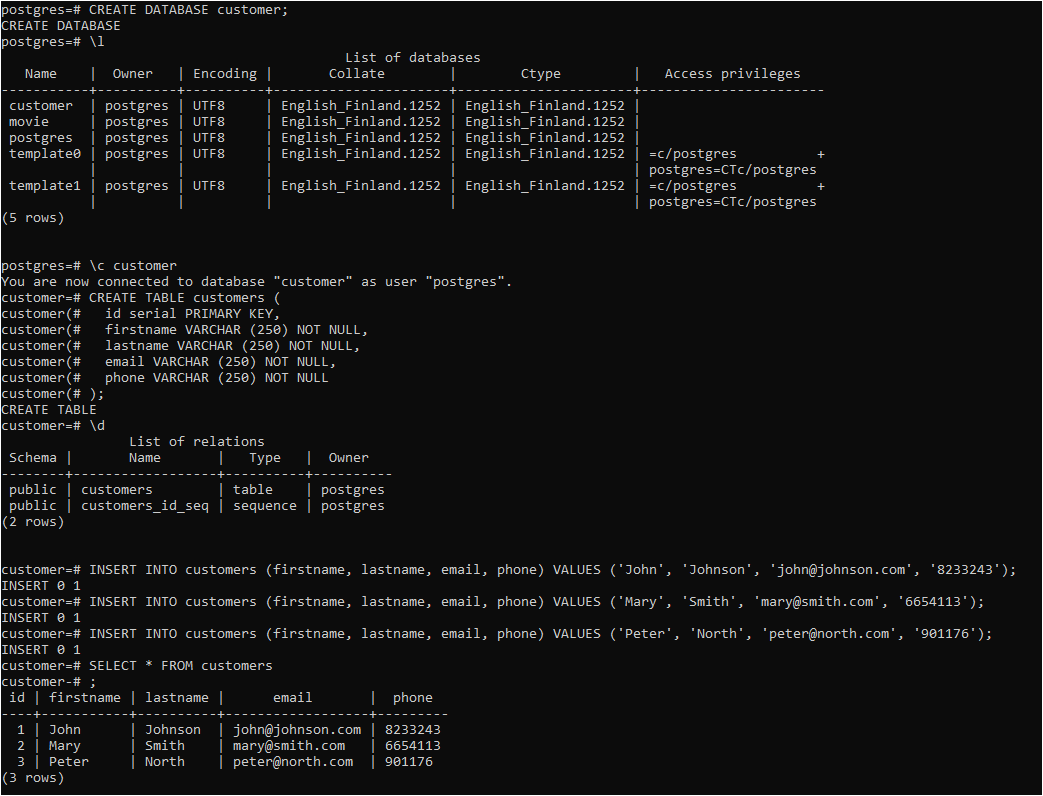 postgres=# CREATE DATABASE customer;
CREATE DATABASE
postgres=# \l
                                           List of databases
   Name    |  Owner   | Encoding |       Collate        |        Ctype         |   Access privileges
-----------+----------+----------+----------------------+----------------------+-----------------------
 customer  | postgres | UTF8     | English_Finland.1252 | English_Finland.1252 |
 movie     | postgres | UTF8     | English_Finland.1252 | English_Finland.1252 |
 postgres  | postgres | UTF8     | English_Finland.1252 | English_Finland.1252 |
 template0 | postgres | UTF8     | English_Finland.1252 | English_Finland.1252 | =c/postgres          +
           |          |          |                      |                      | postgres=CTc/postgres
 template1 | postgres | UTF8     | English_Finland.1252 | English_Finland.1252 | =c/postgres          +
           |          |          |                      |                      | postgres=CTc/postgres
(5 rows)


postgres=# \c customer
You are now connected to database "customer" as user "postgres".
customer=# CREATE TABLE customers (
customer(#   id serial PRIMARY KEY,
customer(#   firstname VARCHAR (250) NOT NULL,
customer(#   lastname VARCHAR (250) NOT NULL,
customer(#   email VARCHAR (250) NOT NULL,
customer(#   phone VARCHAR (250) NOT NULL
customer(# );
CREATE TABLE
customer=# \d
                List of relations
 Schema |       Name       |   Type   |  Owner
--------+------------------+----------+----------
 public | customers        | table    | postgres
 public | customers_id_seq | sequence | postgres
(2 rows)


customer=# INSERT INTO customers (firstname, lastname, email, phone) VALUES ('John', 'Johnson', 'john@johnson.com', '8233243');
INSERT 0 1
customer=# INSERT INTO customers (firstname, lastname, email, phone) VALUES ('Mary', 'Smith', 'mary@smith.com', '6654113');
INSERT 0 1
customer=# INSERT INTO customers (firstname, lastname, email, phone) VALUES ('Peter', 'North', 'peter@north.com', '901176');
INSERT 0 1
customer=# SELECT * FROM customers
customer-# ;
 id | firstname | lastname |      email       |  phone
----+-----------+----------+------------------+---------
  1 | John      | Johnson  | john@johnson.com | 8233243
  2 | Mary      | Smith    | mary@smith.com   | 6654113
  3 | Peter     | North    | peter@north.com  | 901176
(3 rows)